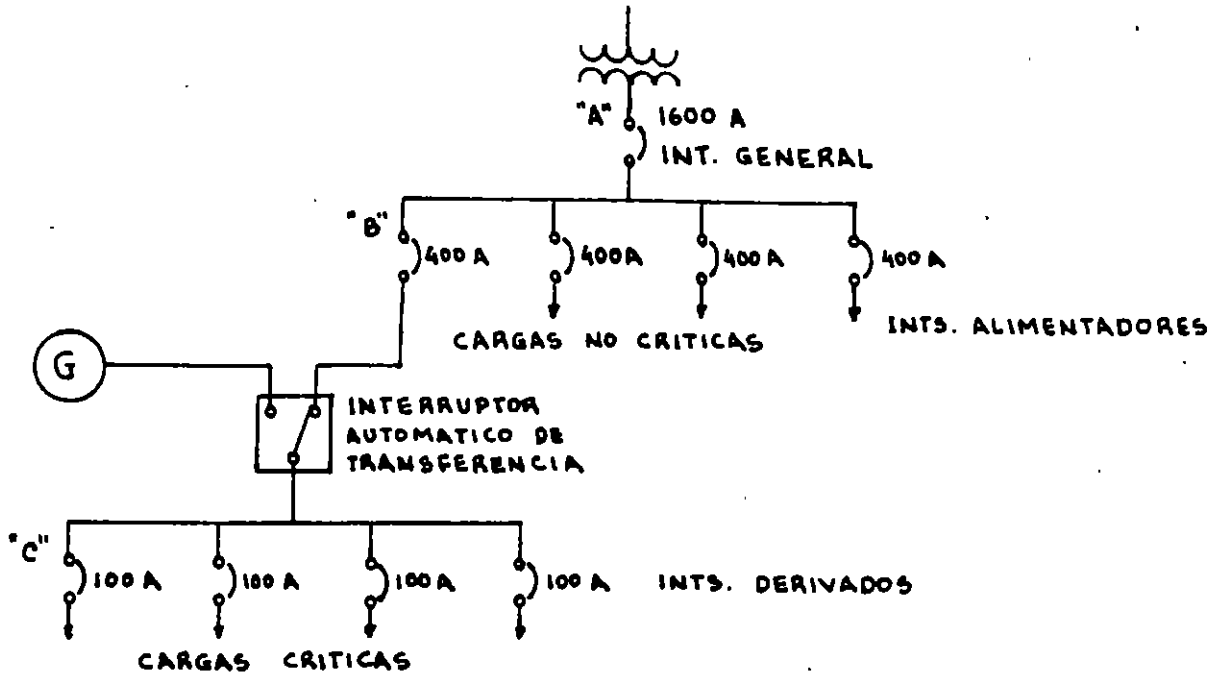 "A" 1600 A
INT. GENERAL
"B"
400 A 400A 400 A 400 A
CARGAS NO CRITICAS
INTS. ALIMENTADORES
G
INTERRUPTOR
AUTOMATICO DE
TRANSFERENCIA
"C"
100 A 100 A 100 A 100 A INTS. DERIVADOS
CARGAS CRITICAS